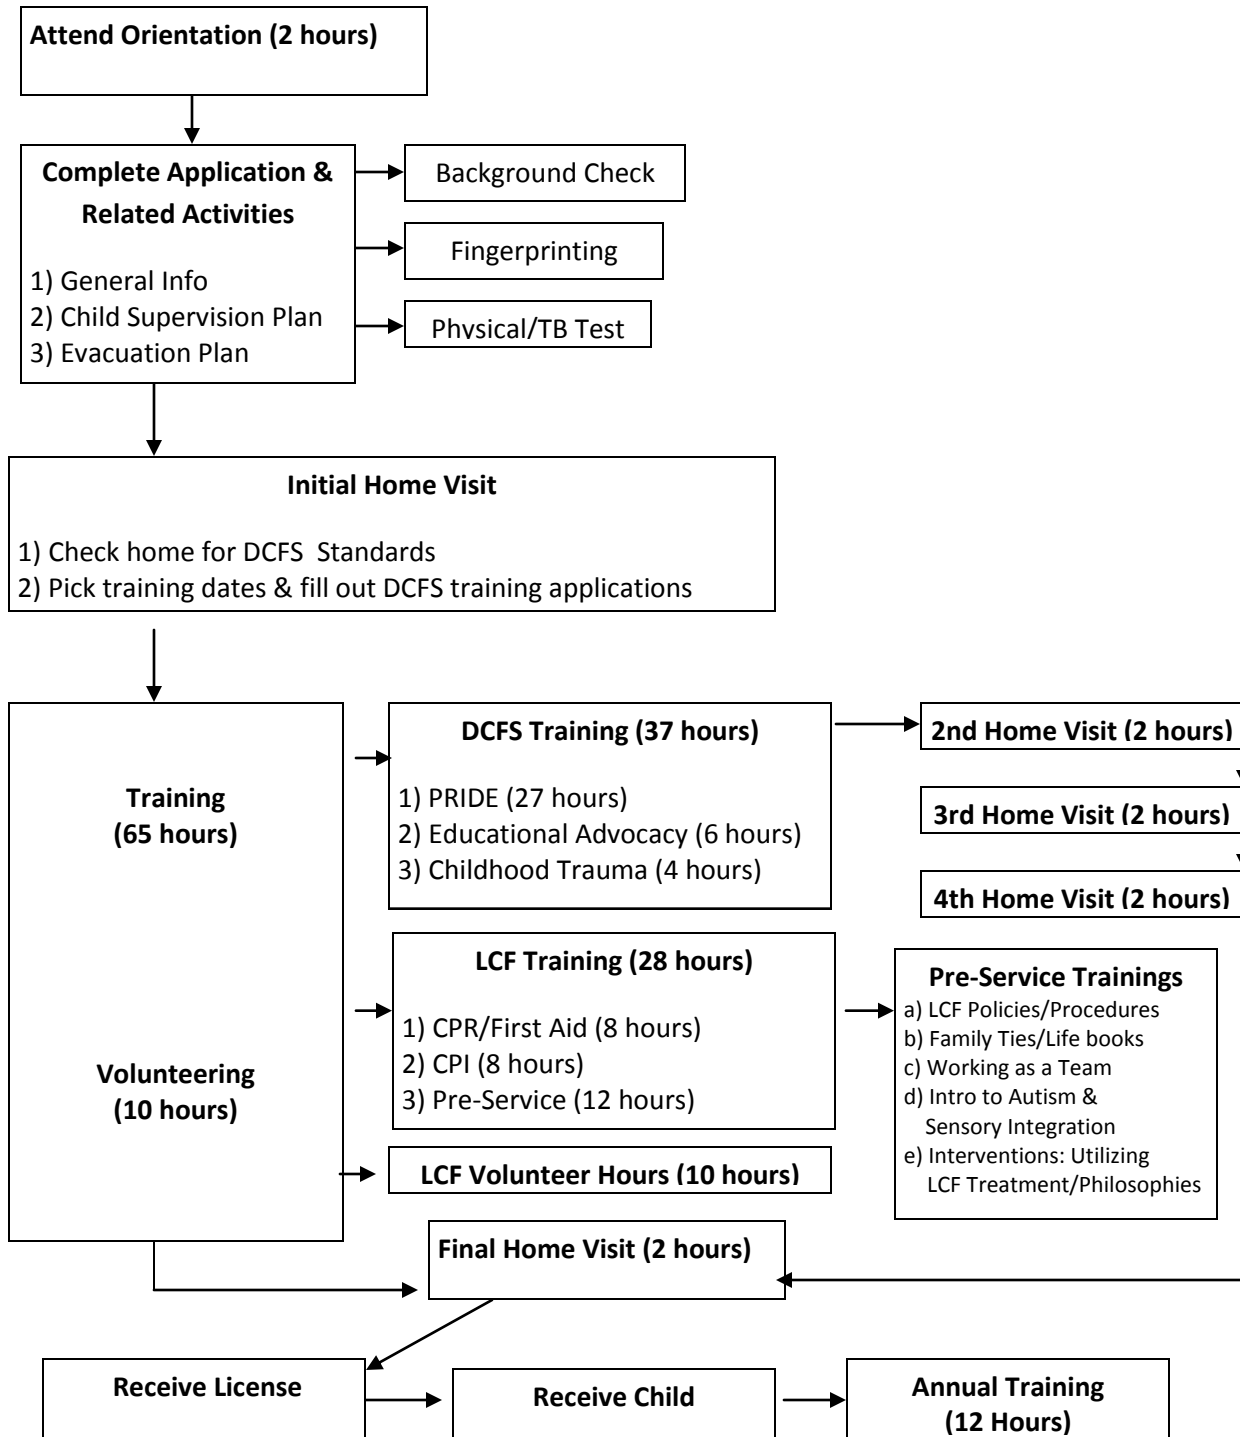 Attend Orientation (2 hours)
Complete Application &
Related Activities
1) General Info
2) Child Supervision Plan
3) Evacuation Plan
Background Check
Fingerprinting
Physical/TB Test
Initial Home Visit
1) Check home for DCFS Standards
2) Pick training dates & fill out DCFS training applications
Training
(65 hours)
Volunteering
(10 hours)
DCFS Training (37 hours)
1) PRIDE (27 hours)
2) Educational Advocacy (6 hours)
3) Childhood Trauma (4 hours)
2nd Home Visit (2 hours)
3rd Home Visit (2 hours)
4th Home Visit (2 hours)
LCF Training (28 hours)
1) CPR/First Aid (8 hours)
2) CPI (8 hours)
3) Pre-Service (12 hours)
Pre-Service Trainings
a) LCF Policies/Procedures
b) Family Ties/Life books
c) Working as a Team
d) Intro to Autism &
Sensory Integration
e) Interventions: Utilizing
LCF Treatment/Philosophies
LCF Volunteer Hours (10 hours)
Final Home Visit (2 hours)
Receive License
Receive Child
Annual Training
(12 Hours)